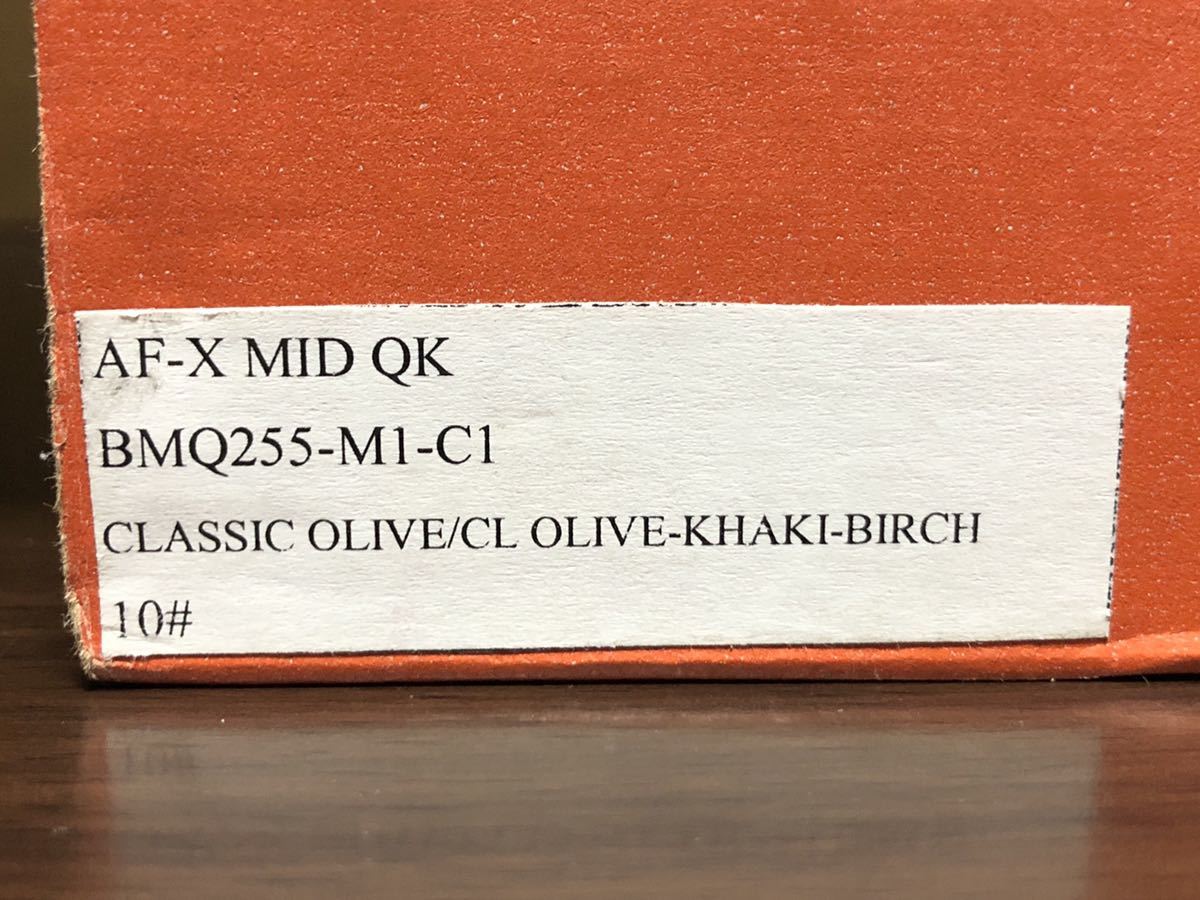 AF-X MID QK
BMQ255-M1-C1
CLASSIC OLIVE/CL OLIVE-KHAKI-BIRCH
10#